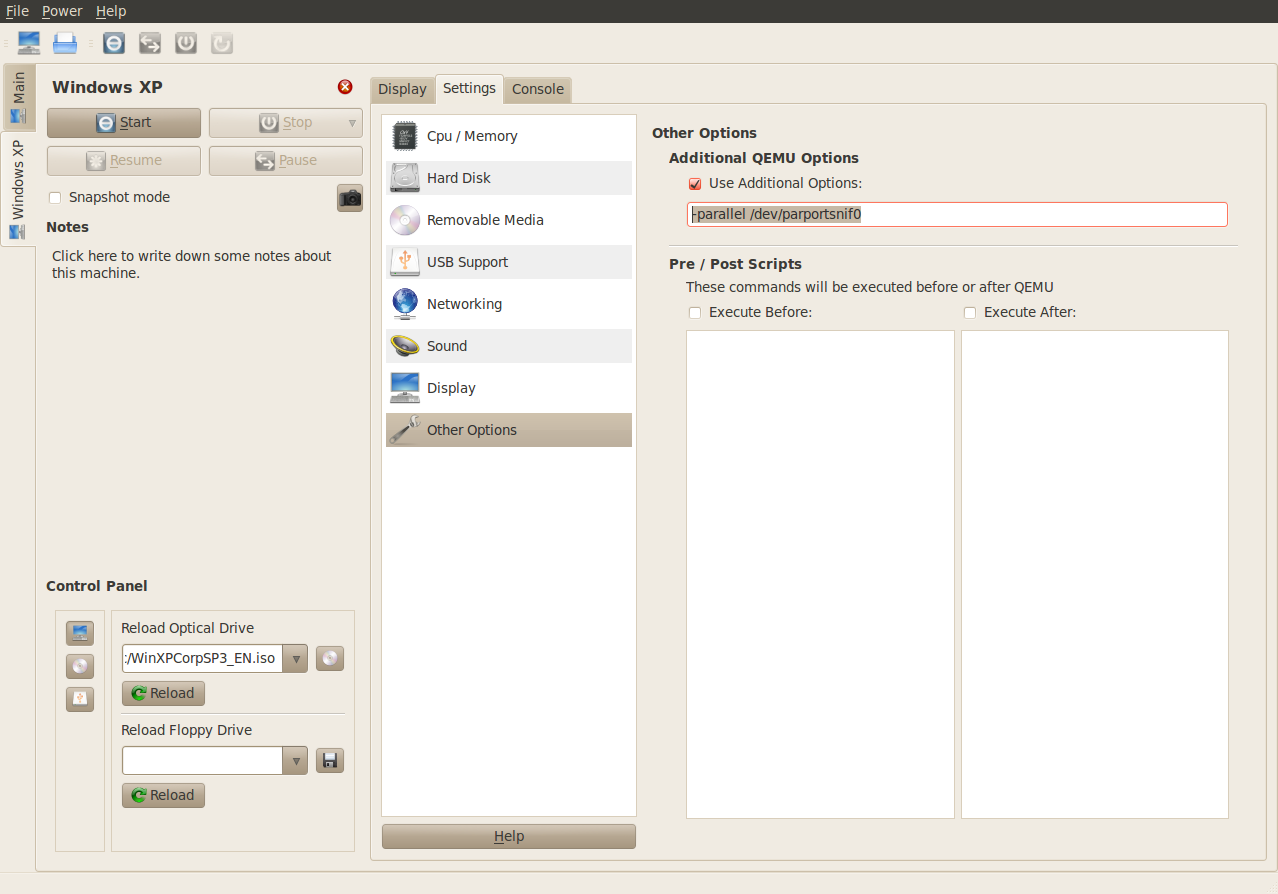 File Power Help
Main
Windows XP
Windows XP
Start
Stop
Resume
Pause
Snapshot mode
Notes
Click here to write down some notes about
this machine.
Control Panel
Reload Optical Drive
:/WinXPCorpSP3_EN.iso
Reload
Reload Floppy Drive
Reload
Display Settings Console
Cpu / Memory
Hard Disk
Removable Media
USB Support
Networking
Sound
Display
Other Options
Help
Other Options
Additional QEMU Options
Use Additional Options:
-parallel /dev/parportsnif0
Pre / Post Scripts
These commands will be executed before or after QEMU
Execute Before:
Execute After: